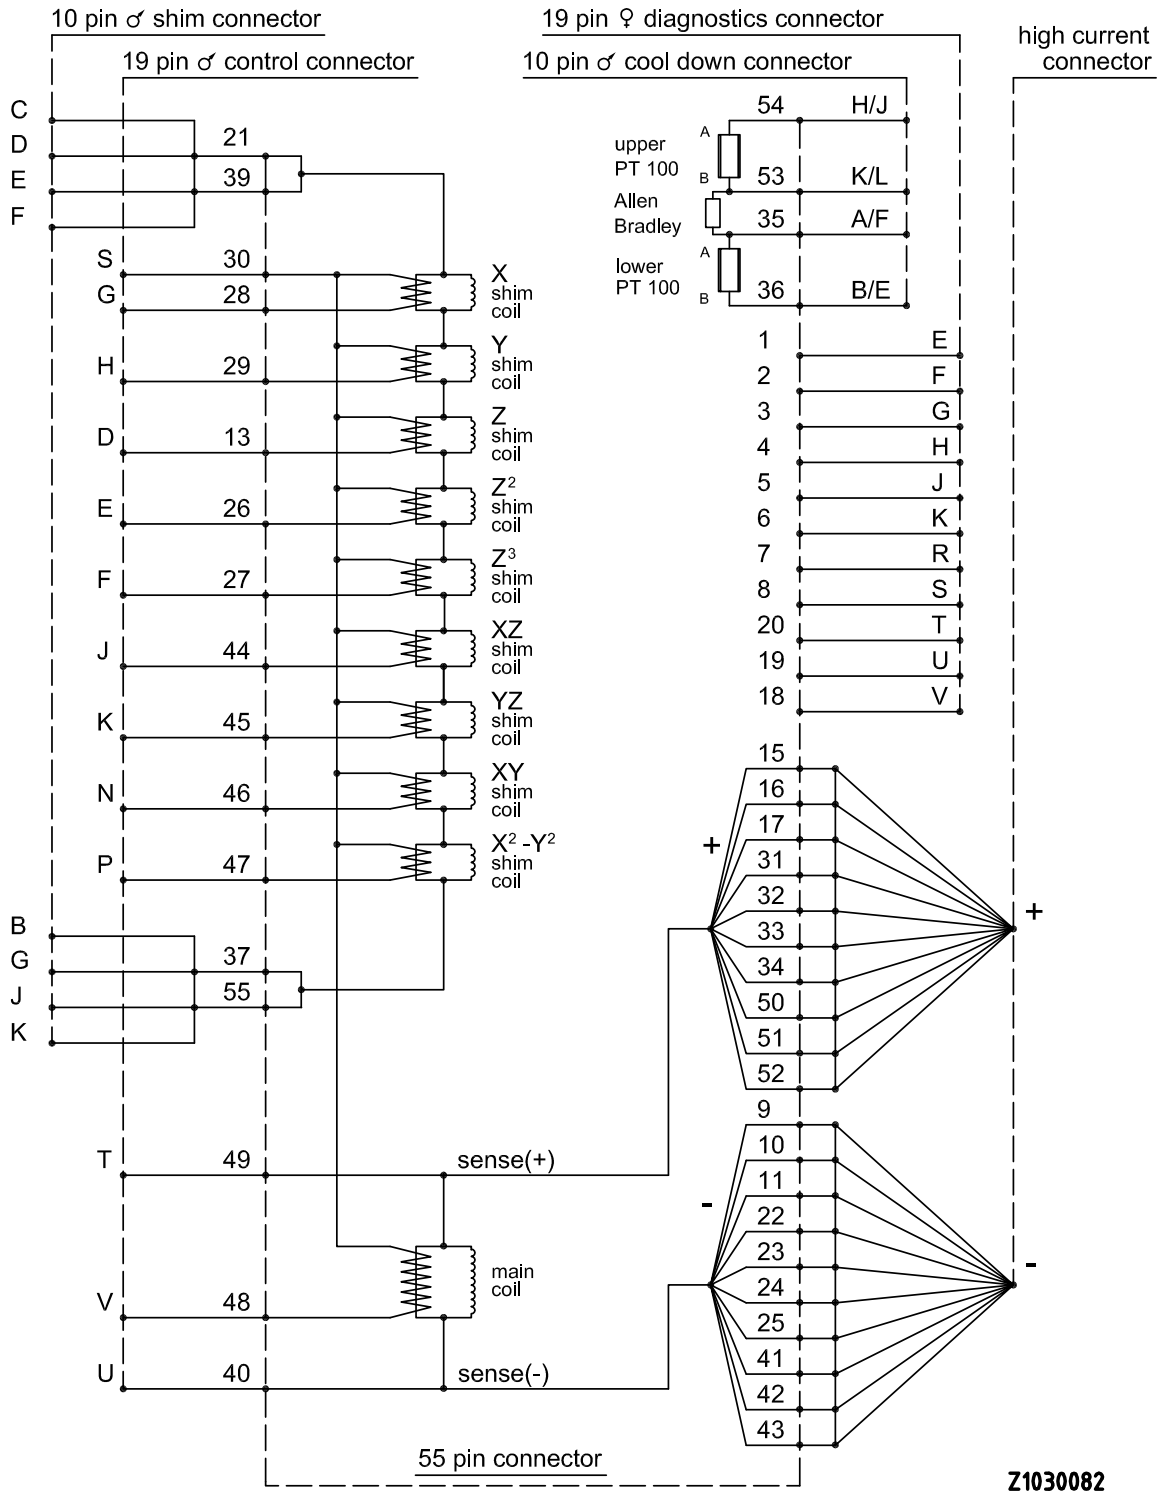 10 pin ♂ shim connector
19 pin ♂ control connector
19 pin ♀ diagnostics connector
10 pin ♂ cool down connector
high current
connector
C
D
E
F
21
39
S 30
G 28
X
shim
coil
H 29
Y
shim
coil
D 13
Z
shim
coil
E 26
Z²
shim
coil
F 27
Z³
shim
coil
J 44
XZ
shim
coil
K 45
YZ
shim
coil
N 46
XY
shim
coil
P 47
X² -Y²
shim
coil
B
G
J
K
37
55
T 49 sense(+)
V 48
main
coil
U 40 sense(-)
55 pin connector
54 H/J
A
upper
PT 100
B
53 K/L
Allen
Bradley
35 A/F
A
lower
PT 100
B
36 B/E
1 E
2 F
3 G
4 H
5 J
6 K
7 R
8 S
20 T
19 U
18 V
+
15
16
17
31
32
33
34
50
51
52
+
-
9
10
11
22
23
24
25
41
42
43
-
Z1030082